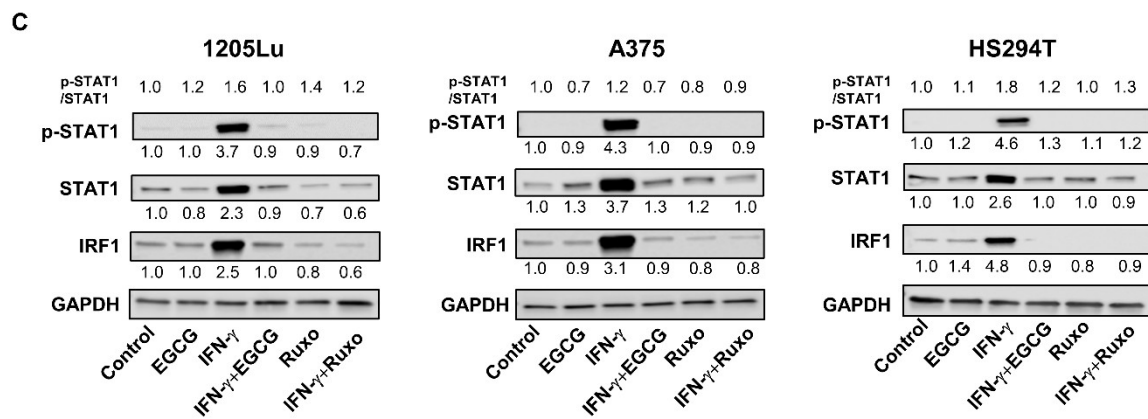 C
1205Lu
p-STAT1
/STAT1
1.0 1.2 1.6 1.0 1.4 1.2
p-STAT1
1.0 1.0 3.7 0.9 0.9 0.7
STAT1
1.0 0.8 2.3 0.9 0.7 0.6
IRF1
1.0 1.0 2.5 1.0 0.8 0.6
GAPDH
Control EGCG IFN-γ IFN-γ+EGCG Ruxo IFN-γ+Ruxo
A375
p-STAT1
/STAT1
1.0 0.7 1.2 0.7 0.8 0.9
p-STAT1
1.0 0.9 4.3 1.0 0.9 0.9
STAT1
1.0 1.3 3.7 1.3 1.2 1.0
IRF1
1.0 0.9 3.1 0.9 0.8 0.8
GAPDH
Control EGCG IFN-γ IFN-γ+EGCG Ruxo IFN-γ+Ruxo
HS294T
p-STAT1
/STAT1
1.0 1.1 1.8 1.2 1.0 1.3
p-STAT1
1.0 1.2 4.6 1.3 1.1 1.2
STAT1
1.0 1.0 2.6 1.0 1.0 0.9
IRF1
1.0 1.4 4.8 0.9 0.8 0.9
GAPDH
Control EGCG IFN-γ IFN-γ+EGCG Ruxo IFN-γ+Ruxo